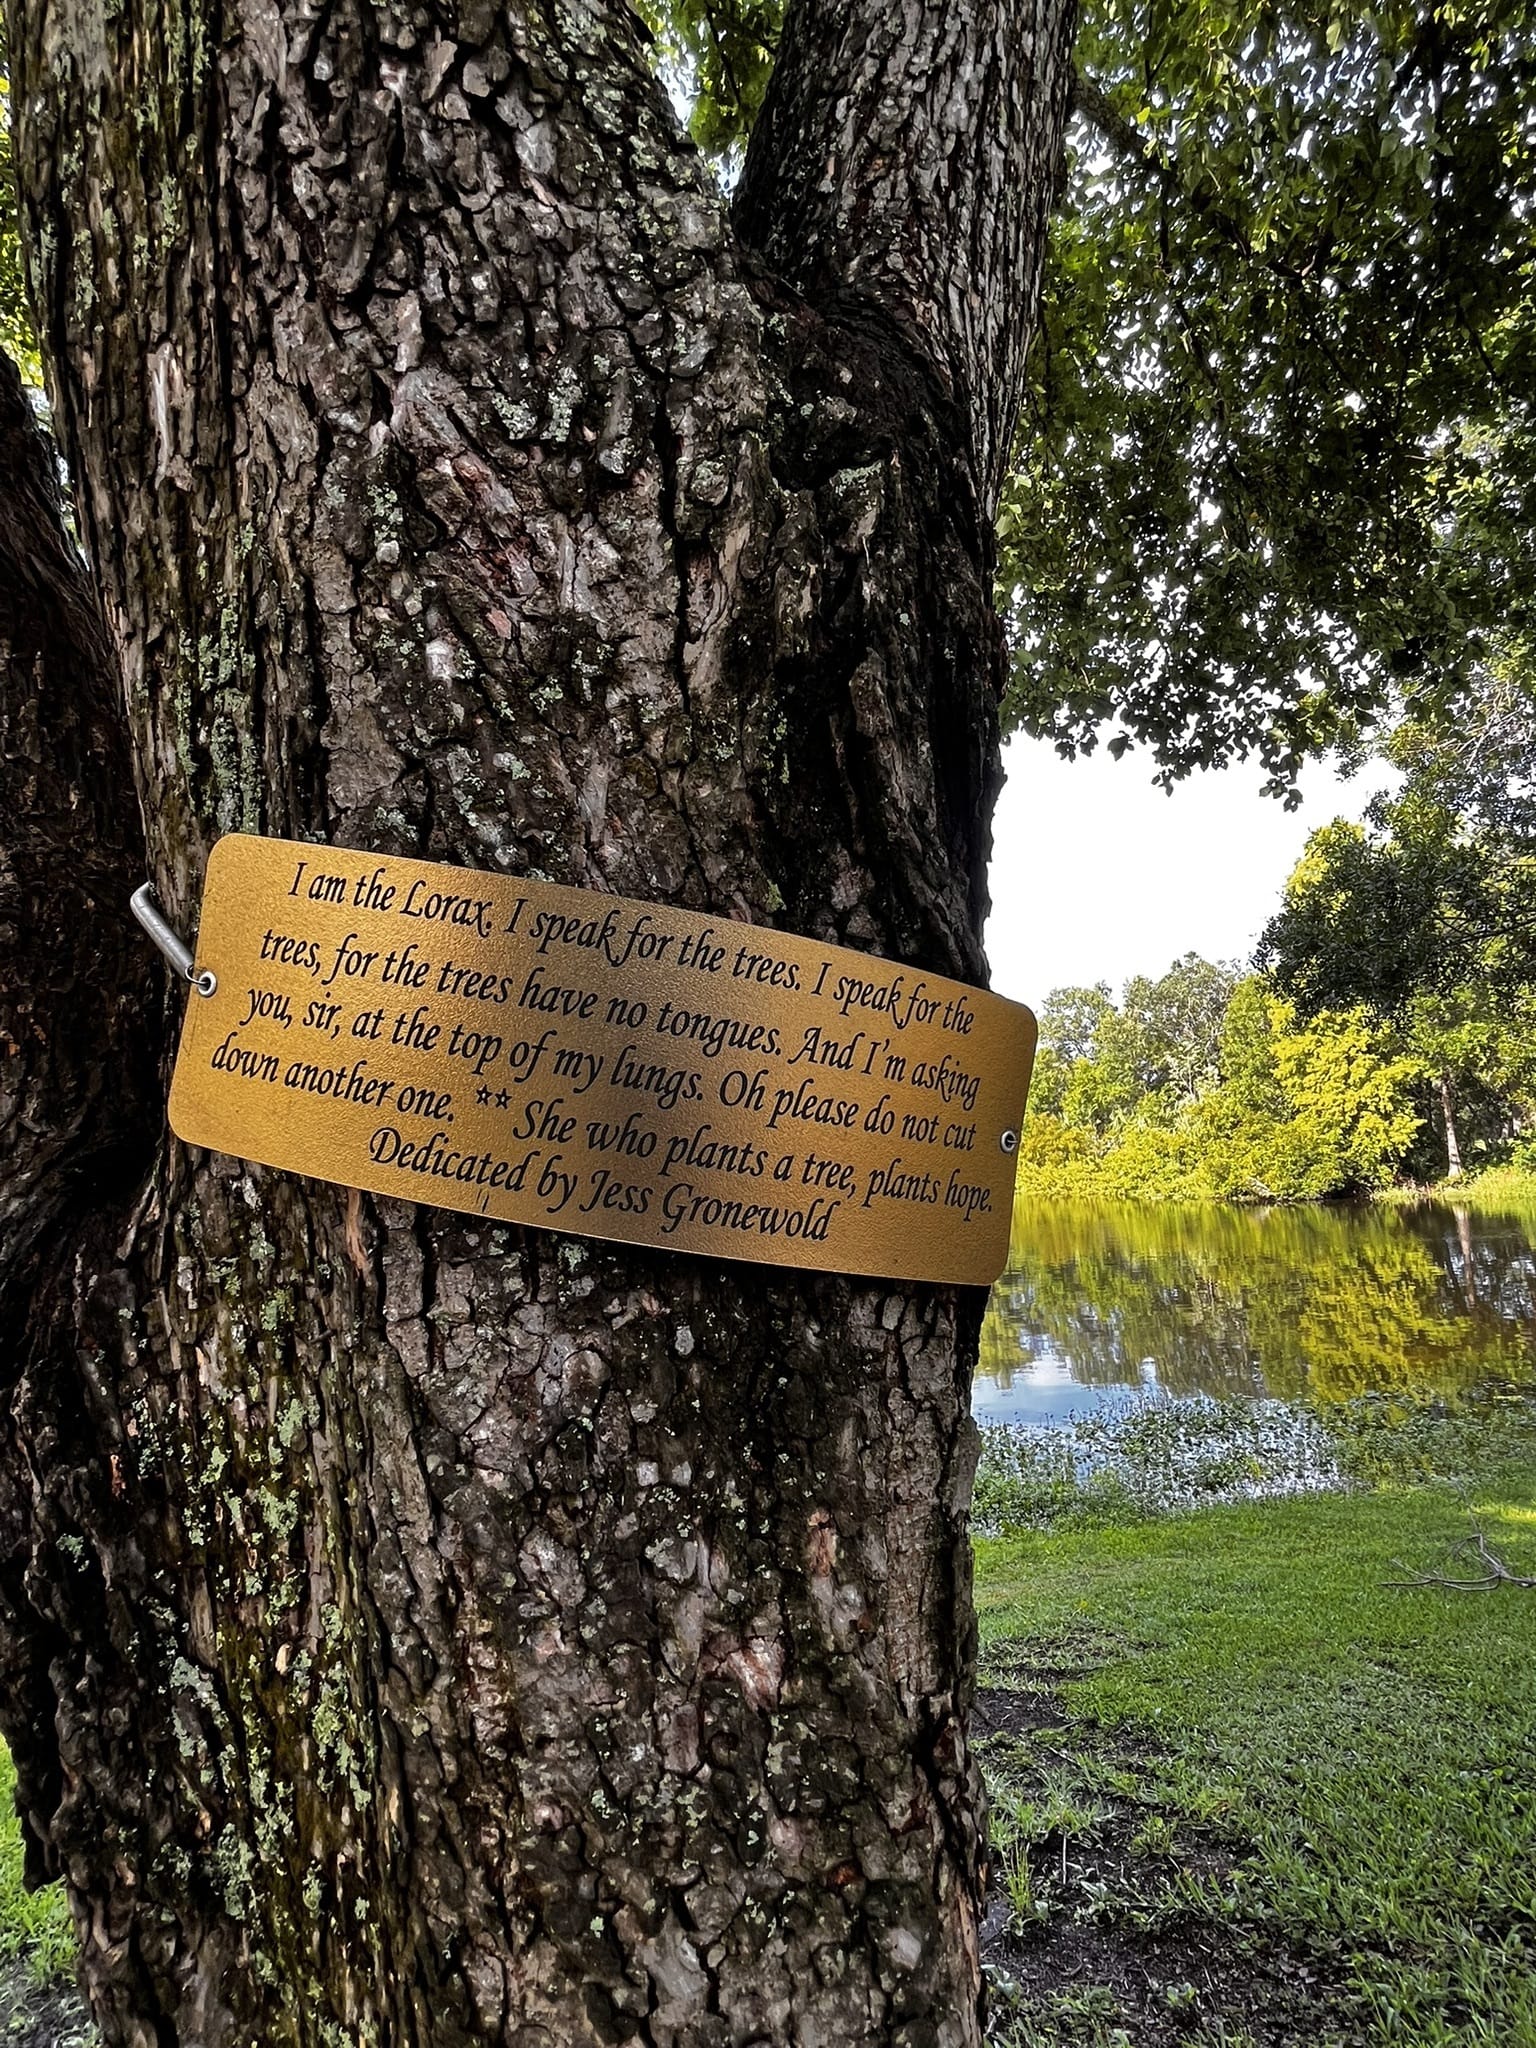 I am the Lorax. I speak for the trees. I speak for the
trees, for the trees have no tongues. And I'm asking
you, sir, at the top of my lungs. Oh please do not cut
down another one. ** She who plants a tree, plants hope.
Dedicated by Jess Gronewold